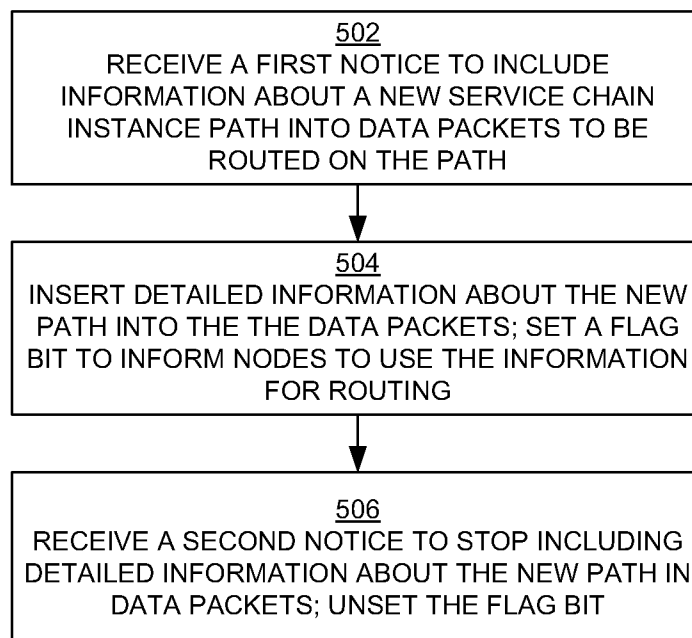 502
RECEIVE A FIRST NOTICE TO INCLUDE
INFORMATION ABOUT A NEW SERVICE CHAIN
INSTANCE PATH INTO DATA PACKETS TO BE
ROUTED ON THE PATH
504
INSERT DETAILED INFORMATION ABOUT THE NEW
PATH INTO THE THE DATA PACKETS; SET A FLAG
BIT TO INFORM NODES TO USE THE INFORMATION
FOR ROUTING
506
RECEIVE A SECOND NOTICE TO STOP INCLUDING
DETAILED INFORMATION ABOUT THE NEW PATH IN
DATA PACKETS; UNSET THE FLAG BIT